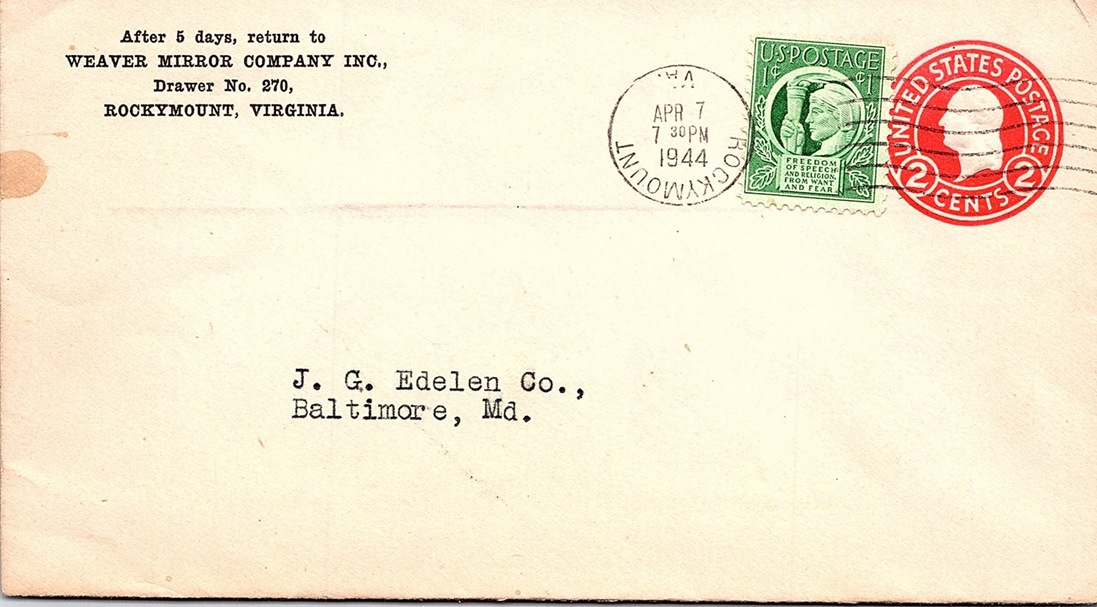 After 5 days, return to
WEAVER MIRROR COMPANY INC.,
Drawer No. 270,
ROCKYMOUNT, VIRGINIA.
ROCKYMOUNT VA.
APR 7
7 30 PM
1944
U.S. POSTAGE
1¢ ¢1
FREEDOM
OF SPEECH
AND RELIGION,
FROM WANT
AND FEAR
UNITED STATES POSTAGE
2 CENTS 2
J. G. Edelen Co.,
Baltimore, Md.